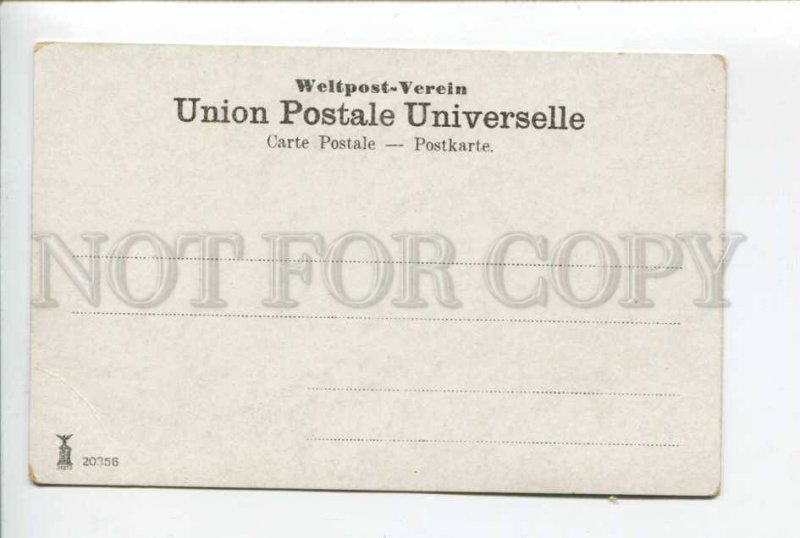 Weltpost-Verein
Union Postale Universelle
Carte Postale — Postkarte.
NOT FOR COPY
20356